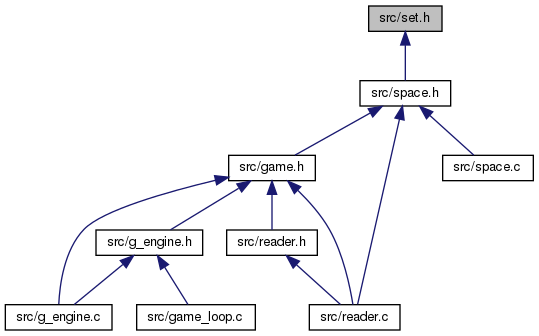 src/set.h
src/space.h
src/game.h
src/space.c
src/g_engine.h
src/reader.h
src/g_engine.c
src/game_loop.c
src/reader.c